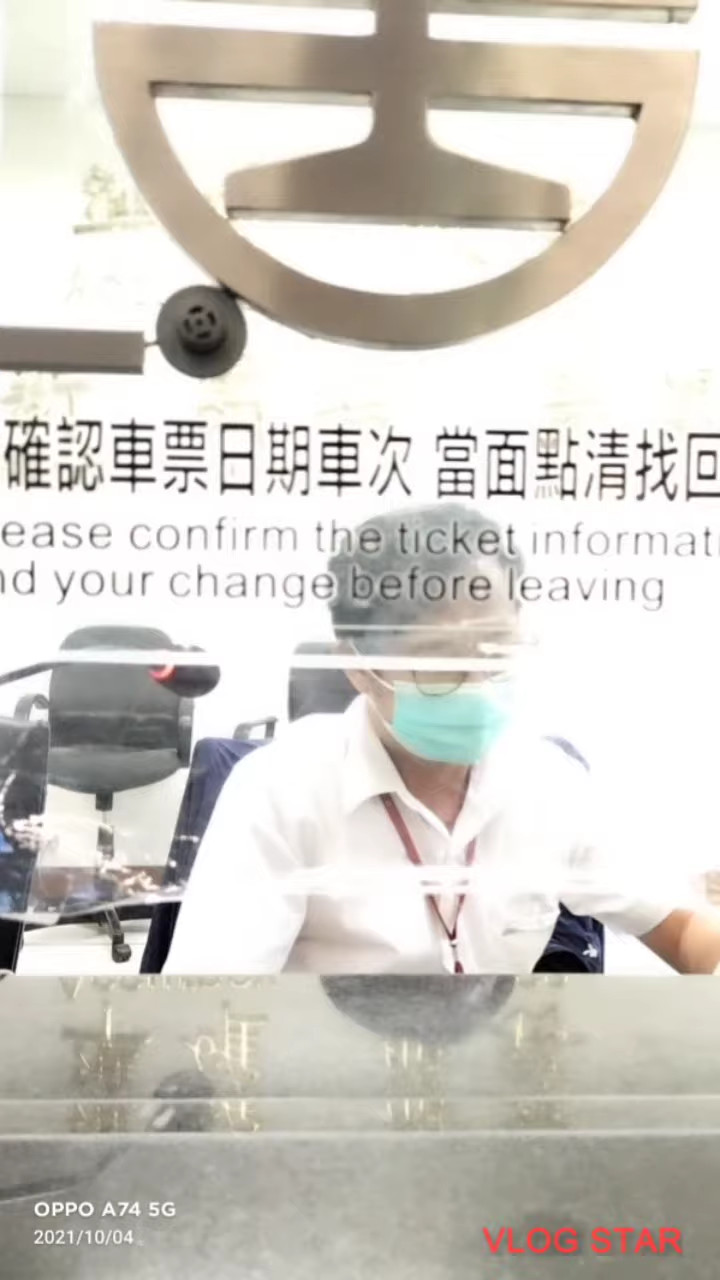 確認車票日期車次 當面點清找回
ease confirm the ticket informati
nd your change before leaving
OPPO A74 5G
2021/10/04
VLOG STAR